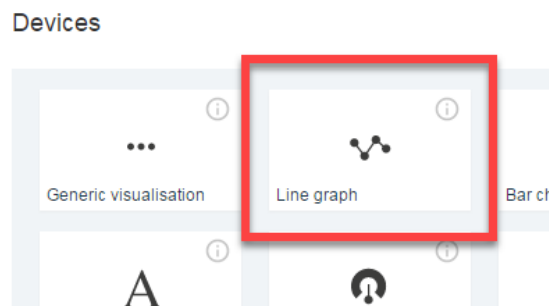 Devices
Generic visualisation
Line graph
Bar ch
A